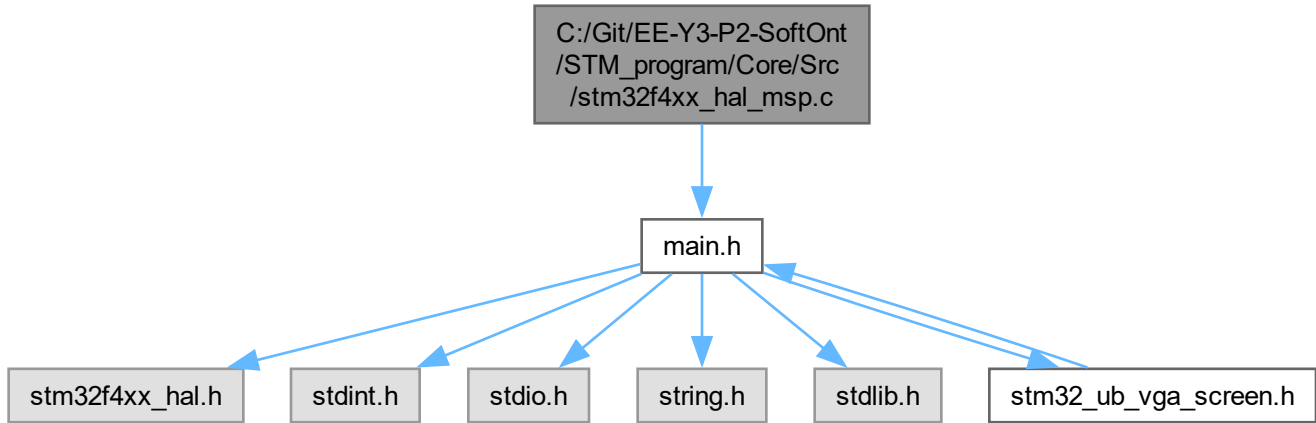 C:/Git/EE-Y3-P2-SoftOnt
/STM_program/Core/Src
/stm32f4xx_hal_msp.c
main.h
stm32f4xx_hal.h
stdint.h
stdio.h
string.h
stdlib.h
stm32_ub_vga_screen.h